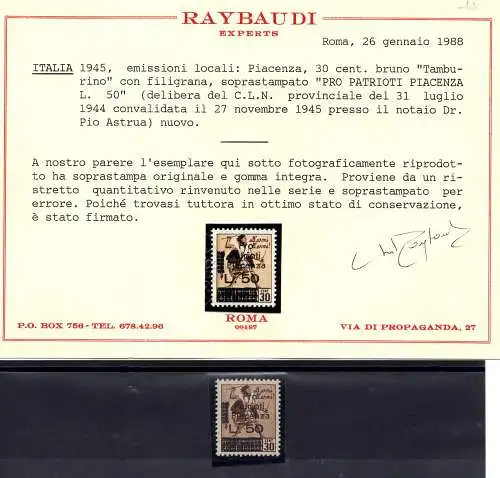 RAYBAUDI
EXPERTS
Roma, 26 gennaio 1988
ITALIA 1945, emissioni locali: Piacenza, 30 cent. bruno "Tambu-
rino" con filigrana, soprastampato "PRO PATRIOTI PIACENZA
L. 50" (delibera del C.L.N. provinciale del 31 luglio
1944 convalidata il 27 novembre 1945 presso il notaio Dr.
Pio Astrua) nuovo.
A nostro parere l'esemplare qui sotto fotograficamente riprodot-
to ha soprastampa originale e gomma integra. Proviene da un ri-
stretto quantitativo rinvenuto nelle serie e soprastampato per
errore. Poichè trovasi tuttora in ottimo stato di conservazione,
è stato firmato.
L. 50
30
ROMA
00187
P.O. BOX 756 - TEL. 678.42.96
VIA DI PROPAGANDA, 27
L. 50
30